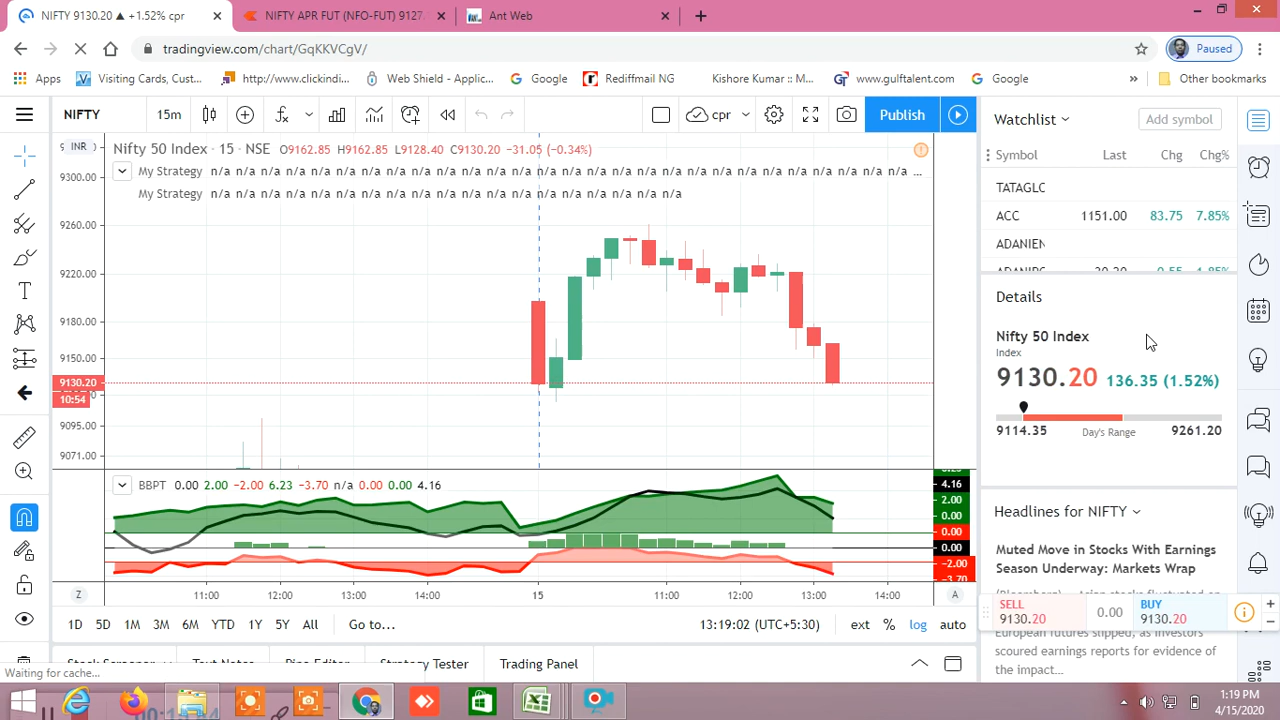 NIFTY 9130.20 ▲ +1.52% cpr
NIFTY APR FUT (NFO-FUT) 9127.
Ant Web
tradingview.com/chart/GqKKVCgV/
Paused
Apps
Visiting Cards, Cust...
http://www.clickindi...
Web Shield - Applic...
Google
Rediffmail NG
Kishore Kumar :: M...
www.gulftalent.com
Google
»
Other bookmarks
NIFTY
15m
cpr
Publish
Watchlist
Add symbol
INR
Nifty 50 Index · 15 · NSE O9162.85 H9162.85 L9128.40 C9130.20 -31.05 (-0.34%)
My Strategy n/a n/a n/a n/a n/a n/a n/a n/a n/a n/a n/a n/a n/a n/a n/a n/a n/a n/a n/a n/a n/a n/a n/a n/a n/a n/a n/a n/a ...
My Strategy n/a n/a n/a n/a n/a n/a n/a n/a n/a n/a n/a n/a n/a n/a n/a n/a n/a n/a n/a
Symbol Last Chg Chg%
TATAGLC
ACC 1151.00 83.75 7.85%
ADANIEN
9300.00
9260.00
9220.00
9180.00
9150.00
9130.20
10:54
9095.00
9071.00
Details
Nifty 50 Index
Index
9130.20 136.35 (1.52%)
9114.35 Day's Range 9261.20
BBPT 0.00 2.00 -2.00 6.23 -3.70 n/a 0.00 0.00 4.16
4.16
2.00
0.00
0.00
0.00
-2.00
-3.70
Z 11:00 12:00 13:00 14:00 15 11:00 12:00 13:00 14:00 A
Headlines for NIFTY
Muted Move in Stocks With Earnings
Season Underway: Markets Wrap
SELL
9130.20
0.00
BUY
9130.20
European futures slipped, as investors
scoured earnings reports for evidence of
the impact...
1D 5D 1M 3M 6M YTD 1Y 5Y All Go to...
13:19:02 (UTC+5:30) ext % log auto
Stock Screener Text Notes Pine Editor Strategy Tester Trading Panel
Waiting for cache...
1:19 PM
4/15/2020